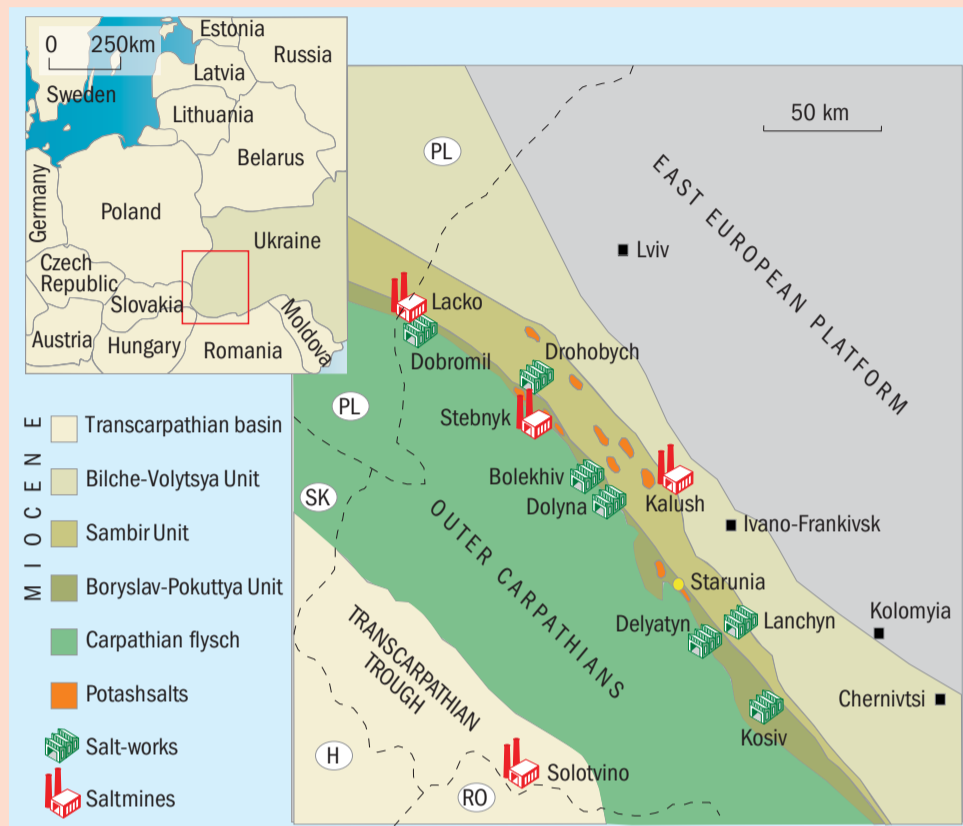 0 250km
Estonia
Russia
Latvia
Sweden
Lithuania
Belarus
Germany
Poland
Ukraine
Czech
Republic
Slovakia
Moldova
Austria
Hungary
Romania
50 km
PL
EAST EUROPEAN PLATFORM
Lviv
Lacko
Dobromil
Drohobych
PL
Stebnyk
Bolekhiv
Kalush
Dolyna
SK
OUTER CARPATHIANS
Ivano-Frankivsk
Starunia
Kolomyia
Delyatyn
Lanchyn
TRANSCARPATHIAN
TROUGH
Chernivtsi
Kosiv
H
Solotvino
RO
MIOCENE
Transcarpathian basin
Bilche-Volytsya Unit
Sambir Unit
Boryslav-Pokuttya Unit
Carpathian flysch
Potashsalts
Salt-works
Saltmines